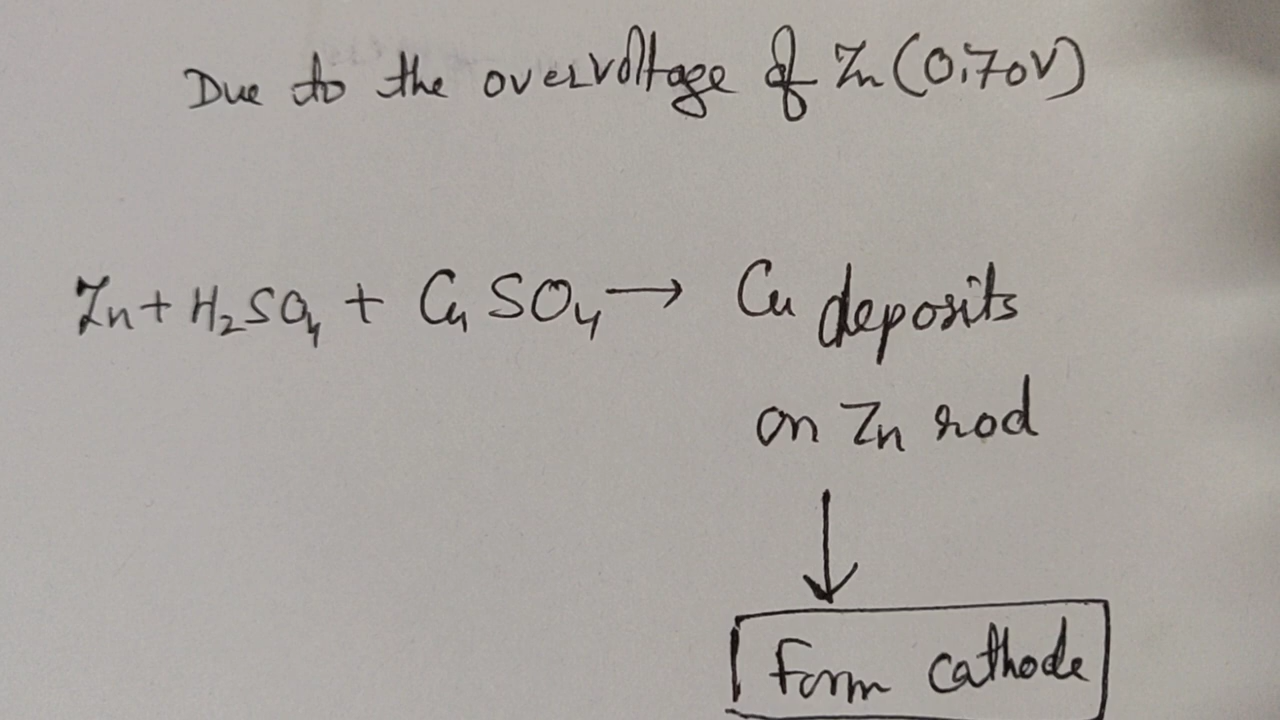 Due to the overvoltage of Zn (0.70V)
Zn + H₂SO₄ + CuSO₄ → Cu deposits
on Zn rod
↓
Form cathode